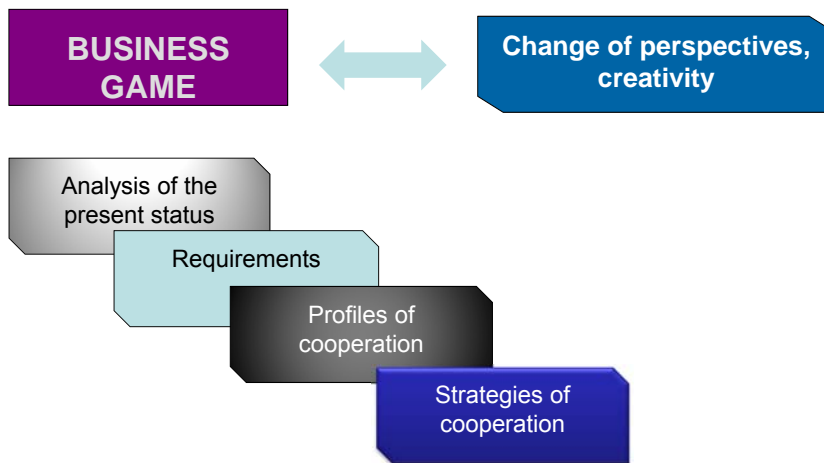 BUSINESS
GAME
Change of perspectives,
creativity
Analysis of the
present status
Requirements
Profiles of
cooperation
Strategies of
cooperation